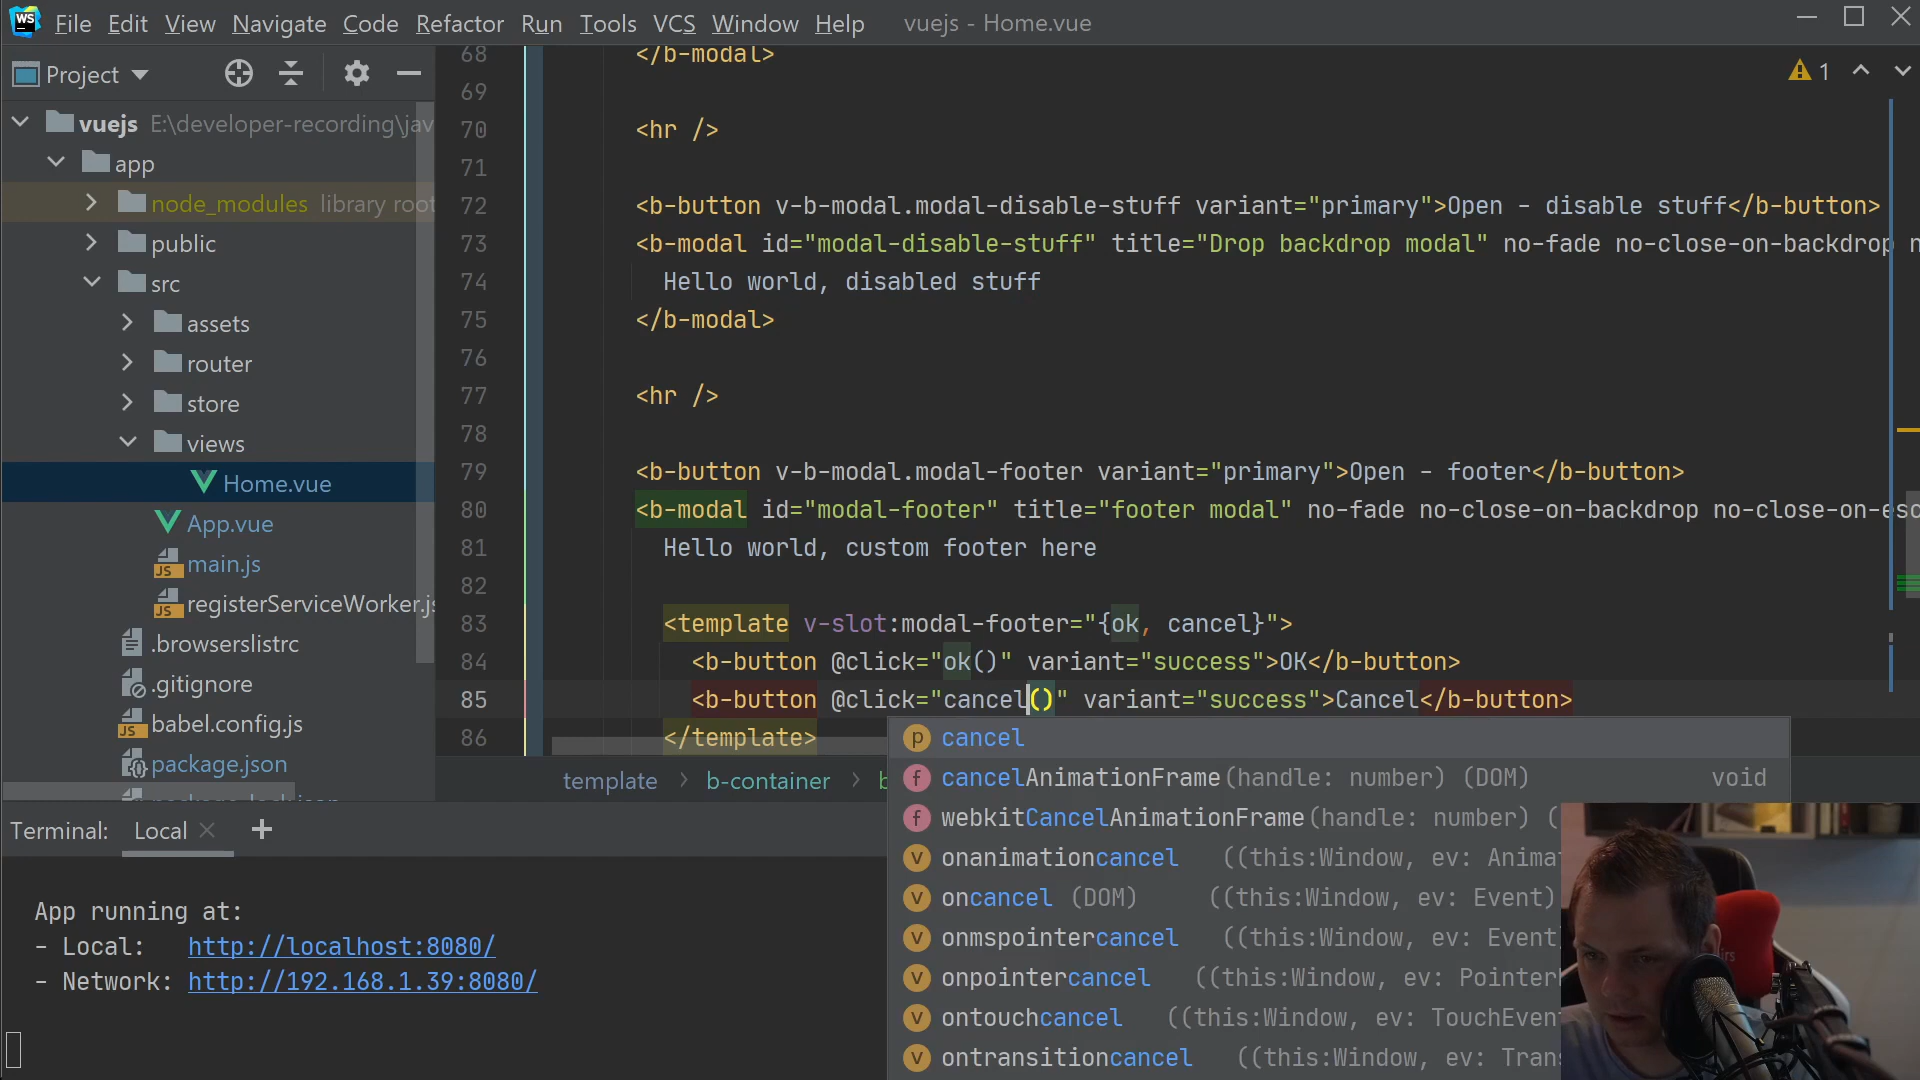 WS File Edit View Navigate Code Refactor Run Tools VCS Window Help vuejs - Home.vue
Project
vuejs E:\developer-recording\jav
app
node_modules library root
public
src
assets
router
store
views
Home.vue
App.vue
JS main.js
JS registerServiceWorker.js
.browserslistrc
.gitignore
JS babel.config.js
package.json
1
68 </b-modal>
69
70 <hr />
71
72 <b-button v-b-modal.modal-disable-stuff variant="primary">Open - disable stuff</b-button>
73 <b-modal id="modal-disable-stuff" title="Drop backdrop modal" no-fade no-close-on-backdrop n
74 Hello world, disabled stuff
75 </b-modal>
76
77 <hr />
78
79 <b-button v-b-modal.modal-footer variant="primary">Open - footer</b-button>
80 <b-modal id="modal-footer" title="footer modal" no-fade no-close-on-backdrop no-close-on-esc
81 Hello world, custom footer here
82
83 <template v-slot:modal-footer="{ok, cancel}">
84 <b-button @click="ok()" variant="success">OK</b-button>
85 <b-button @click="cancel()" variant="success">Cancel</b-button>
86 </template>
template > b-container > b
p cancel
f cancelAnimationFrame(handle: number) (DOM) void
f webkitCancelAnimationFrame(handle: number) (
v onanimationcancel ((this:Window, ev: Anima
v oncancel (DOM) ((this:Window, ev: Event)
v onmspointercancel ((this:Window, ev: Event)
v onpointercancel ((this:Window, ev: Pointer
v ontouchcancel ((this:Window, ev: TouchEvent
v ontransitioncancel ((this:Window, ev: Trans
Terminal: Local +
App running at:
- Local: http://localhost:8080/
- Network: http://192.168.1.39:8080/